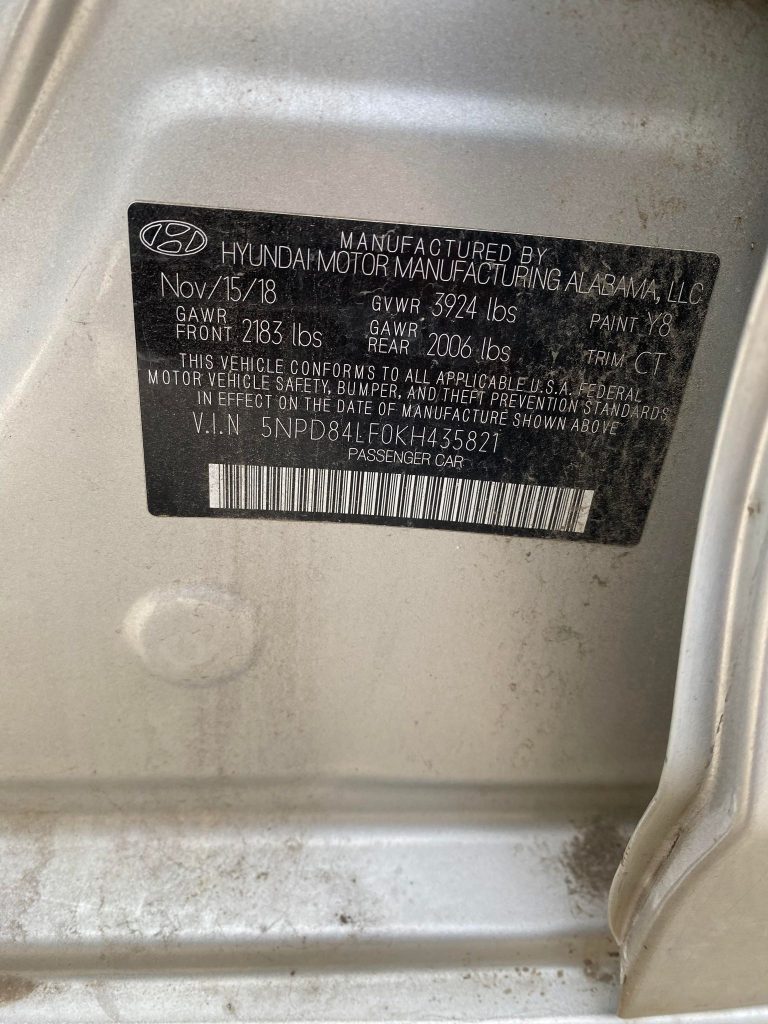 MANUFACTURED BY
HYUNDAI MOTOR MANUFACTURING ALABAMA, LLC
Nov/15/18 GVWR 3924 lbs PAINT Y8
GAWR FRONT 2183 lbs GAWR REAR 2006 lbs TRIM CT
THIS VEHICLE CONFORMS TO ALL APPLICABLE U.S.A. FEDERAL
MOTOR VEHICLE SAFETY, BUMPER, AND THEFT PREVENTION STANDARDS
IN EFFECT ON THE DATE OF MANUFACTURE SHOWN ABOVE
V.I.N 5NPD84LF0KH435821
PASSENGER CAR